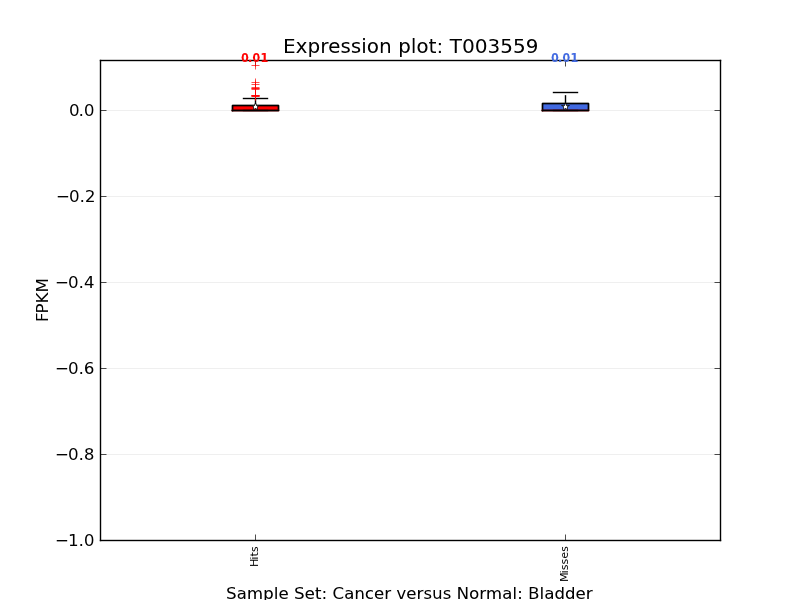 Expression plot: T003559
0.01
0.01
0.0
−0.2
−0.4
−0.6
−0.8
−1.0
FPKM
Hits
Misses
Sample Set: Cancer versus Normal: Bladder